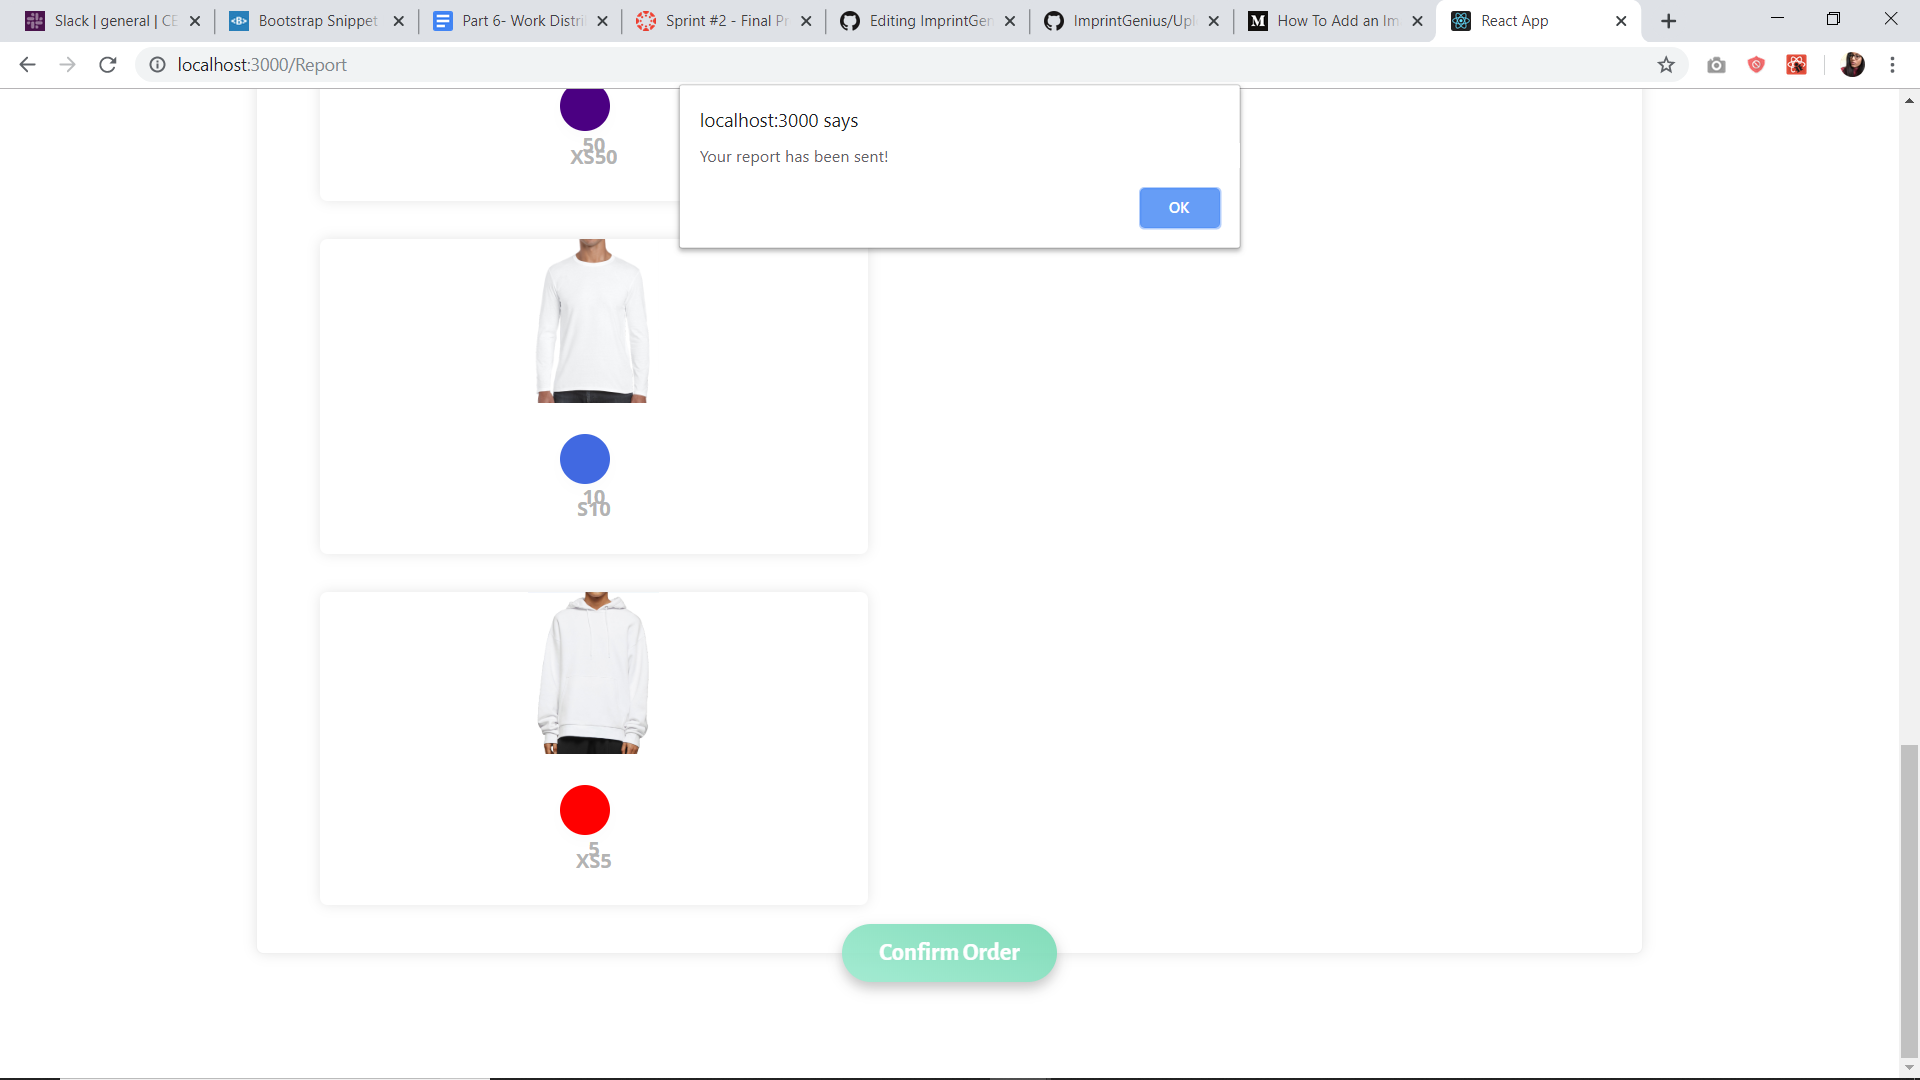 Slack | general | CE
Bootstrap Snippet
Part 6- Work Distri
Sprint #2 - Final Pr
Editing ImprintGen
ImprintGenius/Upl
How To Add an Im
React App
localhost:3000/Report
localhost:3000 says
Your report has been sent!
OK
50
XS50
10
S10
5
XS5
Confirm Order